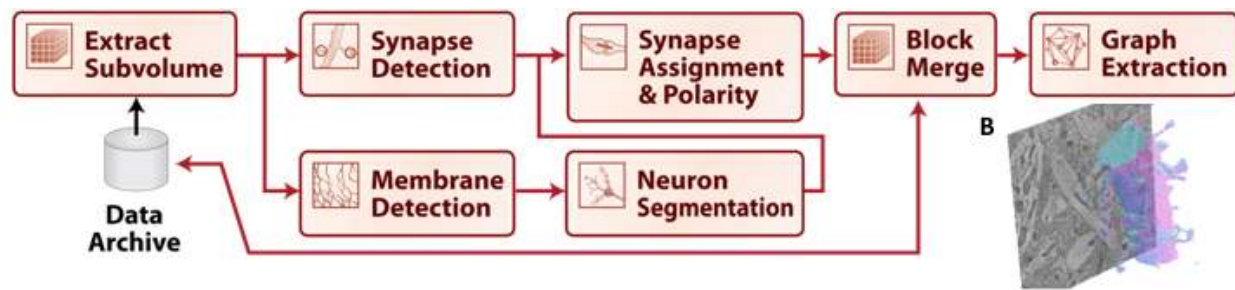 Extract
Subvolume
Synapse
Detection
Synapse
Assignment
& Polarity
Block
Merge
Graph
Extraction
B
Membrane
Detection
Neuron
Segmentation
Data
Archive